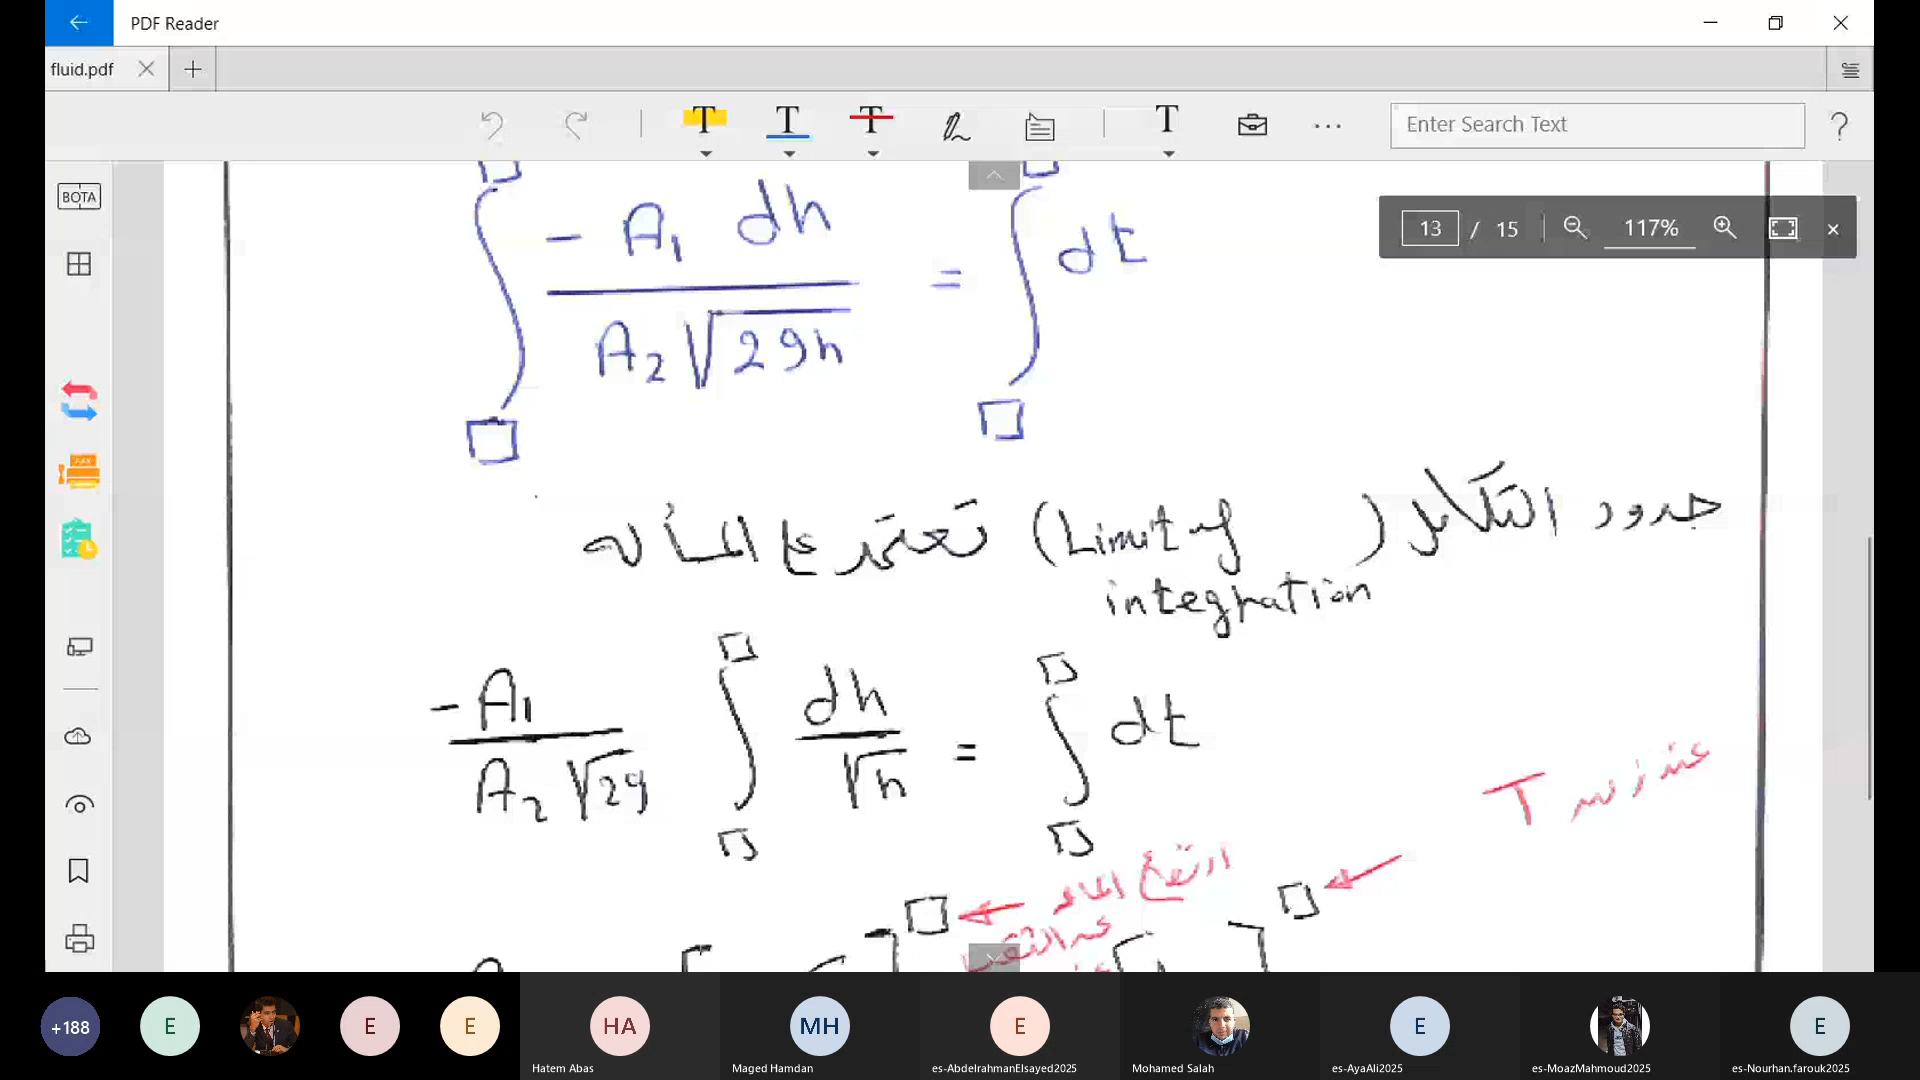 PDF Reader
fluid.pdf
Enter Search Text
BOTA
13 / 15 117%
- A₁ dh = dt
A₂ √2gh
حدود التكامل (Limit of integration) تعتمد ع المسأله
-A₁ dh = dt
A₂ √2g √h
عند زمن T
ارتفاع الماء
+188
E
E
E
HA
MH
E
E
E
Hatem Abas
Maged Hamdan
es-AbdelrahmanElsayed2025
Mohamed Salah
es-AyaAli2025
es-MoazMahmoud2025
es-Nourhan.farouk2025